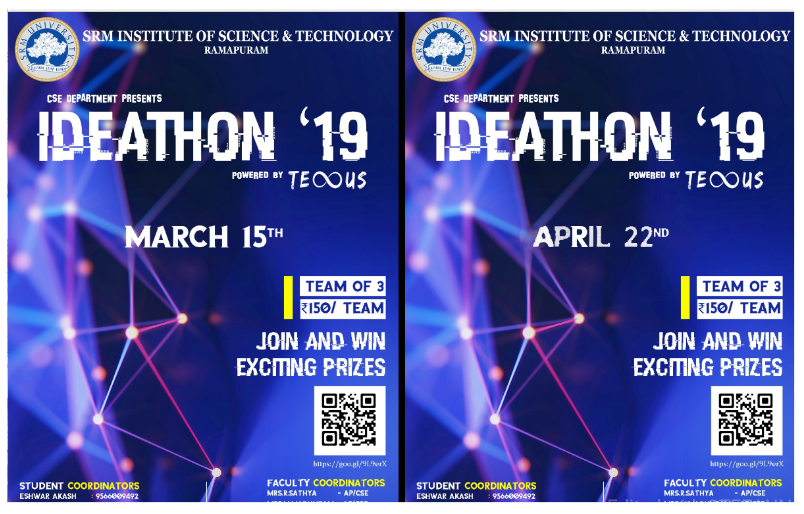 SRM INSTITUTE OF SCIENCE & TECHNOLOGY
RAMAPURAM
CSE DEPARTMENT PRESENTS
IDEATHON '19
POWERED BY TE∞US
MARCH 15TH
TEAM OF 3
₹150/ TEAM
JOIN AND WIN
EXCITING PRIZES
STUDENT COORDINATORS
ESHWAR AKASH : 9566009492
FACULTY COORDINATORS
MRS.R.SATHYA - AP/CSE
SRM INSTITUTE OF SCIENCE & TECHNOLOGY
RAMAPURAM
CSE DEPARTMENT PRESENTS
IDEATHON '19
POWERED BY TE∞US
APRIL 22ND
TEAM OF 3
₹150/ TEAM
JOIN AND WIN
EXCITING PRIZES
STUDENT COORDINATORS
ESHWAR AKASH : 9566009492
FACULTY COORDINATORS
MRS.R.SATHYA - AP/CSE